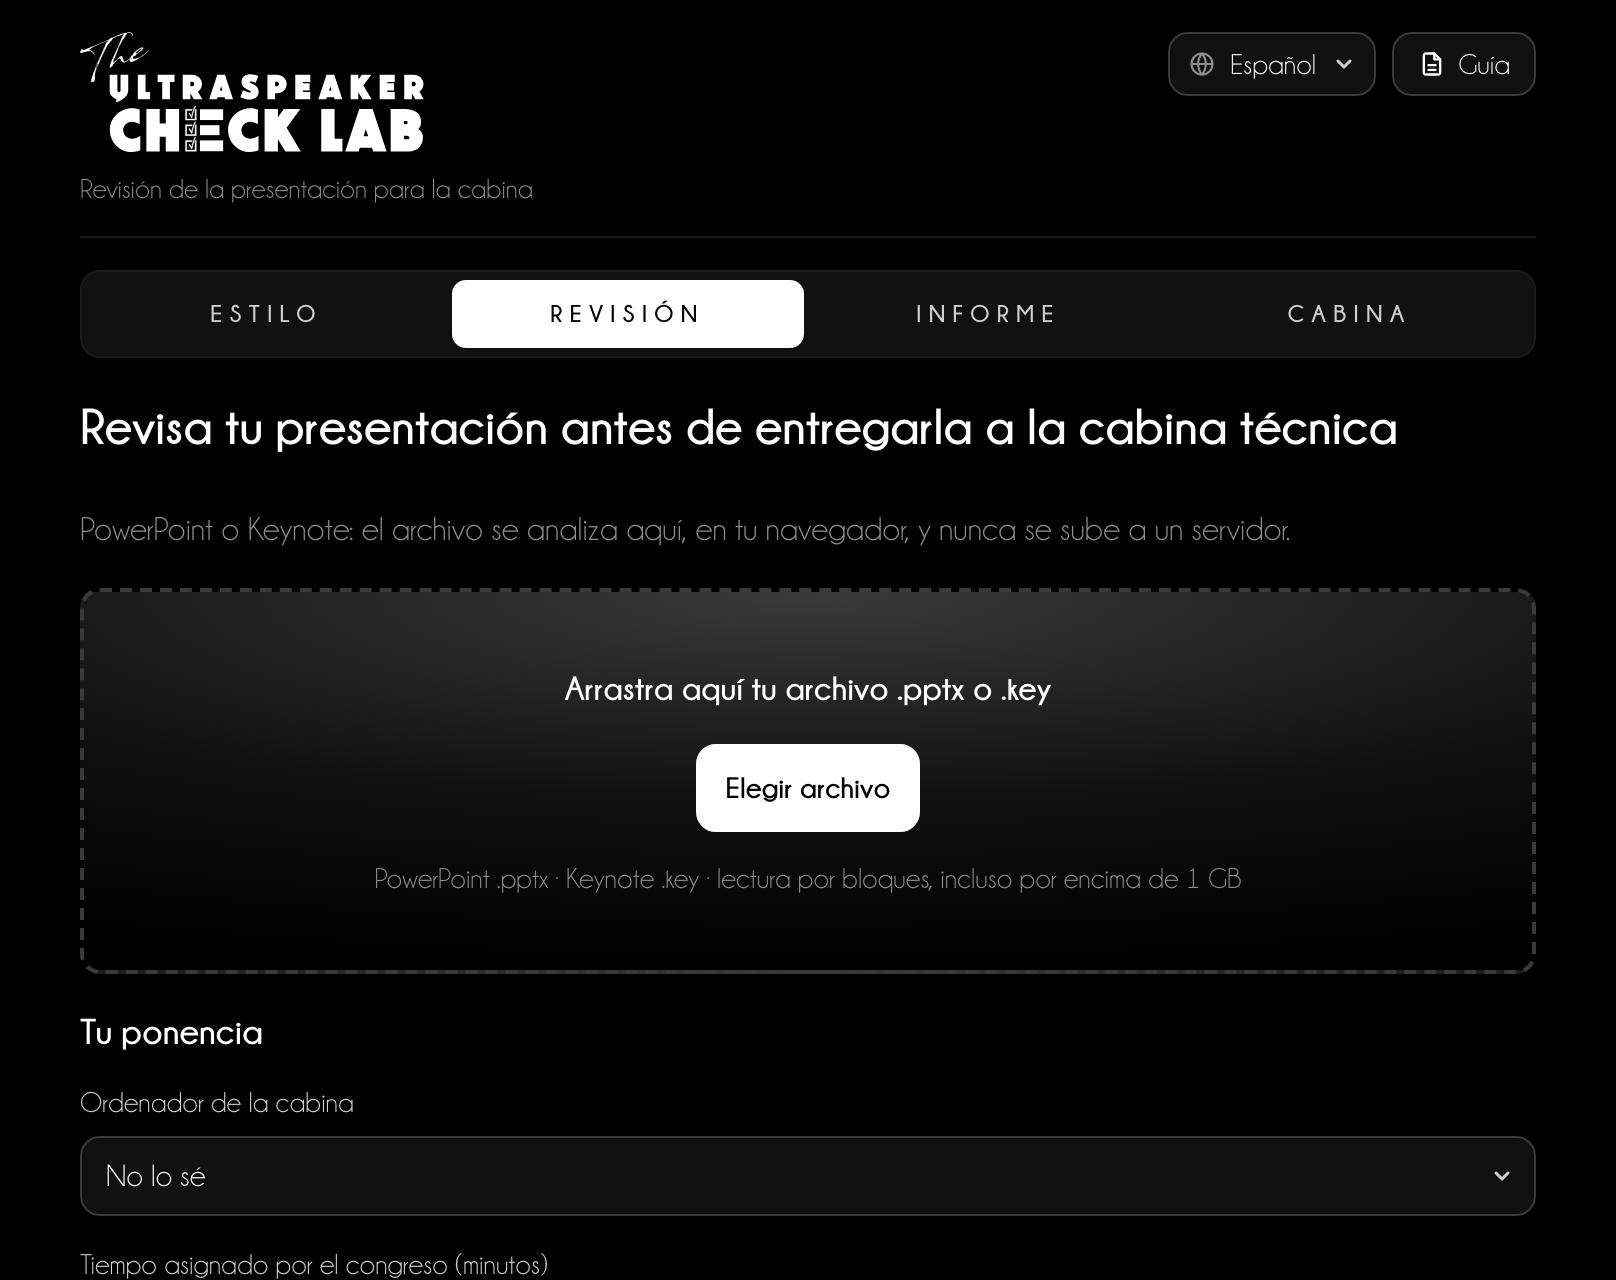 The
ULTRASPEAKER
CHECK LAB
Español
Guía
Revisión de la presentación para la cabina
ESTILO
REVISIÓN
INFORME
CABINA
Revisa tu presentación antes de entregarla a la cabina técnica
PowerPoint o Keynote: el archivo se analiza aquí, en tu navegador, y nunca se sube a un servidor.
Arrastra aquí tu archivo .pptx o .key
Elegir archivo
PowerPoint .pptx · Keynote .key · lectura por bloques, incluso por encima de 1 GB
Tu ponencia
Ordenador de la cabina
No lo sé
Tiempo asignado por el congreso (minutos)